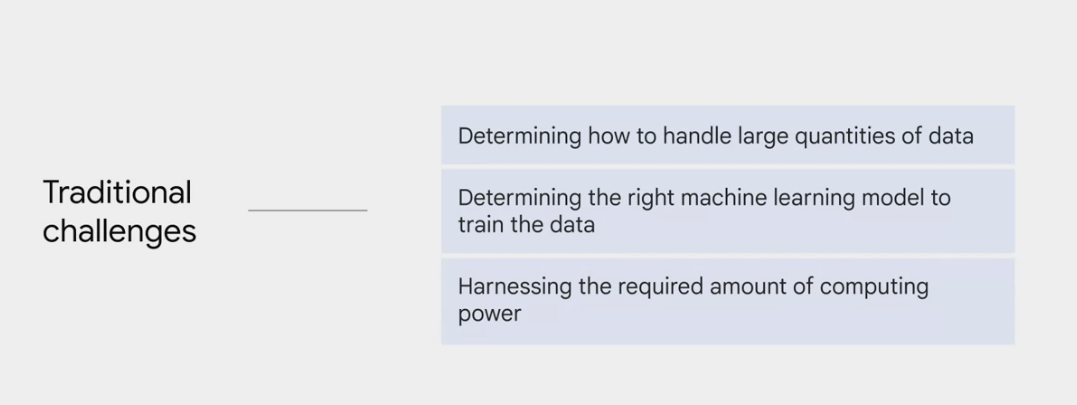 Traditional
challenges
Determining how to handle large quantities of data
Determining the right machine learning model to
train the data
Harnessing the required amount of computing
power